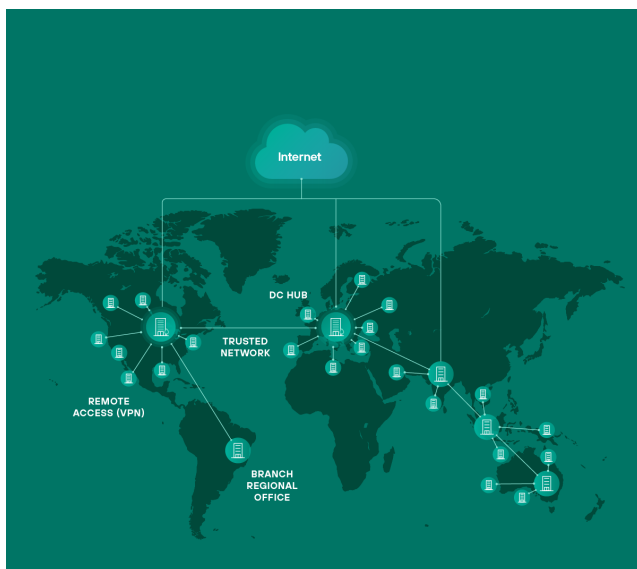 Internet
DC HUB
TRUSTED
NETWORK
REMOTE
ACCESS (VPN)
BRANCH
REGIONAL
OFFICE